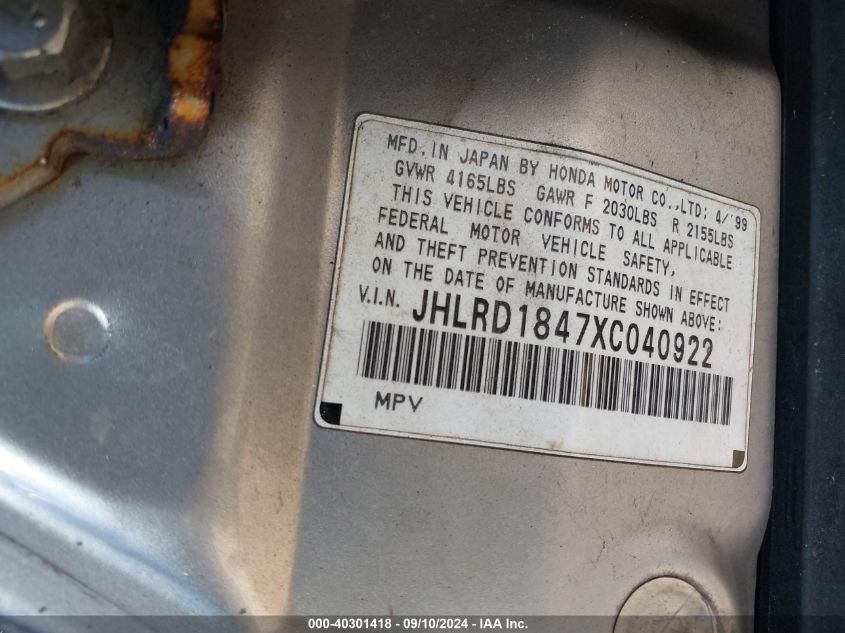 MFD. IN JAPAN BY HONDA MOTOR CO.,LTD; 4/'99
GVWR 4165LBS GAWR F 2030LBS R 2155LBS
THIS VEHICLE CONFORMS TO ALL APPLICABLE
FEDERAL MOTOR VEHICLE SAFETY,
AND THEFT PREVENTION STANDARDS IN EFFECT
ON THE DATE OF MANUFACTURE SHOWN ABOVE:
V.I.N. JHLRD1847XC040922
MPV
000-40301418 - 09/10/2024 - IAA Inc.